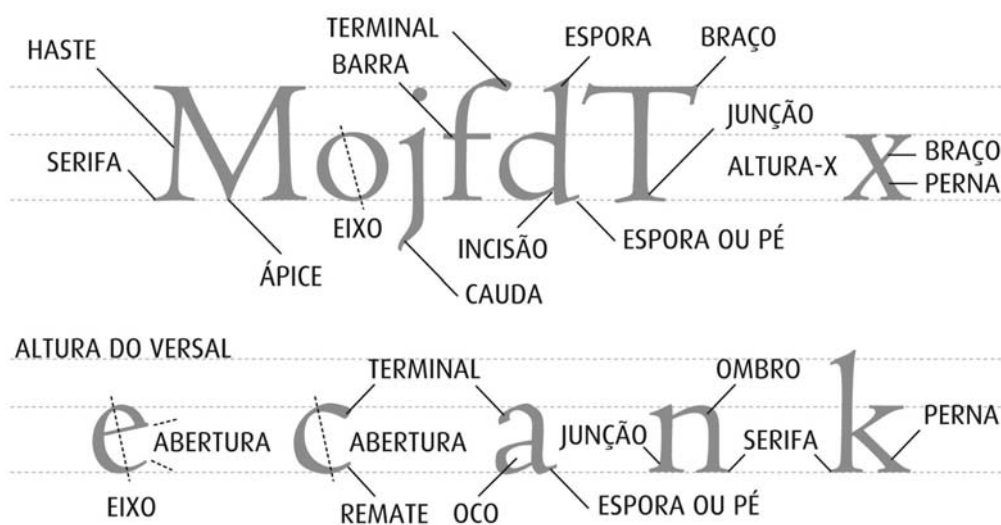 TERMINAL ESPORA BRAÇO
HASTE BARRA
MojfdT x
JUNÇÃO
SERIFA ALTURA-X BRAÇO
PERNA
EIXO INCISÃO ESPORA OU PÉ
ÁPICE CAUDA
ALTURA DO VERSAL TERMINAL OMBRO
e c a n k
ABERTURA ABERTURA JUNÇÃO SERIFA PERNA
EIXO REMATE OCO ESPORA OU PÉ